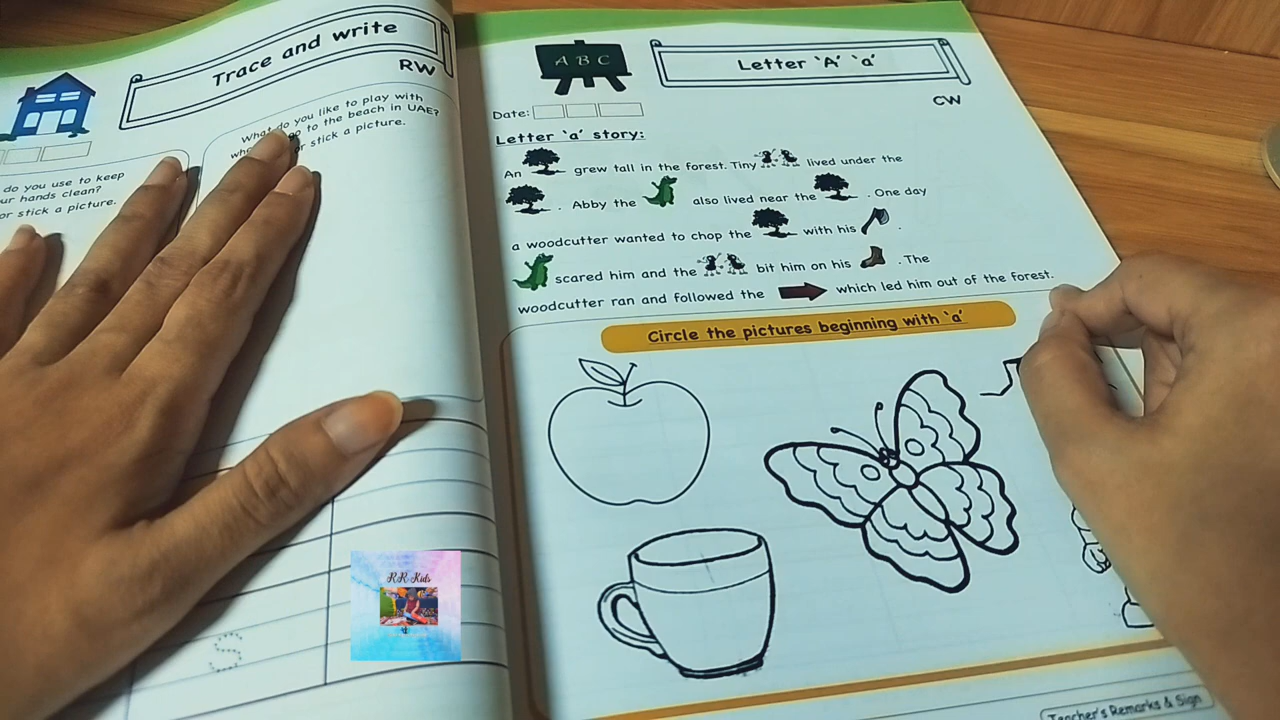 Trace and write
RW
do you use to keep
ur hands clean?
or stick a picture.
What do you like to play with
go to the beach in UAE?
r stick a picture.
S
RR Kids
A B C
Letter ‘A’ ‘a’
CW
Date:
Letter ‘a’ story:
An grew tall in the forest. Tiny lived under the
. Abby the also lived near the . One day
a woodcutter wanted to chop the with his .
scared him and the bit him on his . The
woodcutter ran and followed the which led him out of the forest.
Circle the pictures beginning with ‘a’
Teacher's Remarks & Sign